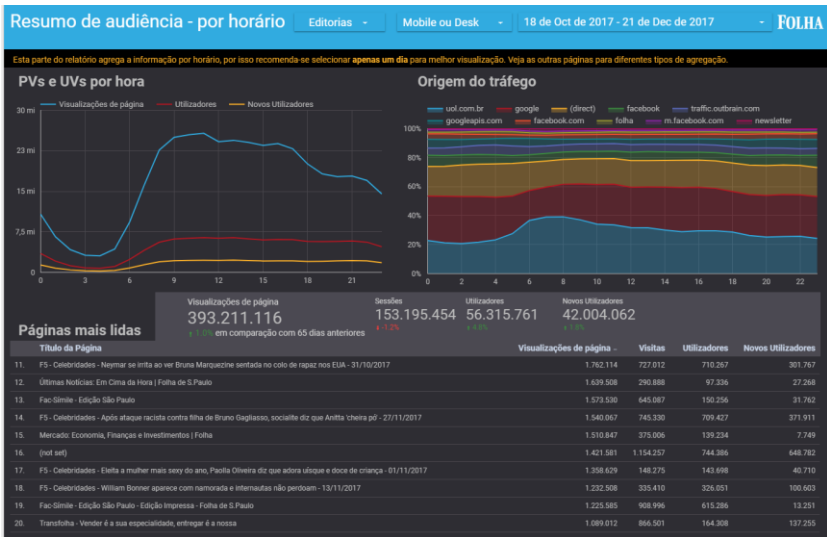 Resumo de audiência - por horário Editorias - Mobile ou Desk - 18 de Oct de 2017 - 21 de Dec de 2017 - FOLHA
Esta parte do relatório agrega a informação por horário, por isso recomenda-se selecionar apenas um dia para melhor visualização. Veja as outras páginas para diferentes tipos de agregação.
PVs e UVs por hora
Visualizações de página Utilizadores Novos Utilizadores
30 mi
23 mi
15 mi
7,5 mi
0
0 3 6 9 12 15 18 21
Origem do tráfego
uol.com.br google (direct) facebook traffic.outbrain.com
googleapis.com facebook.com folha m.facebook.com newsletter
100%
80%
60%
40%
20%
0%
0 2 4 6 8 10 12 14 16 18 20 22
Visualizações de página
393.211.116
1.0% em comparação com 65 dias anteriores
Sessões
153.195.454
-1.2%
Utilizadores
56.315.761
Novos Utilizadores
42.004.062
Páginas mais lidas
Título da Página Visualizações de página Visitas Utilizadores Novos Utilizadores
11. F5 - Celebridades - Neymar se irrita ao ver Bruna Marquezine sentada no colo de rapaz nos EUA - 31/10/2017 1.762.114 727.012 710.267 301.767
12. Últimas Notícias: Em Cima da Hora | Folha de S.Paulo 1.639.508 290.888 97.336 27.268
13. Fac-Símile - Edição São Paulo 1.573.530 645.087 150.256 31.762
14. F5 - Celebridades - Após ataque racista contra filha de Bruno Gagliasso, socialite diz que Anitta 'cheira pó' - 27/11/2017 1.540.067 745.330 709.427 371.911
15. Mercado: Economia, Finanças e Investimentos | Folha 1.510.847 375.006 139.234 7.749
16. (not set) 1.421.581 1.154.257 744.386 648.782
17. F5 - Celebridades - Eleita a mulher mais sexy do ano, Paolla Oliveira diz que adora uísque e doce de criança - 01/11/2017 1.358.629 148.275 143.698 40.710
18. F5 - Celebridades - William Bonner aparece com namorada e internautas não perdoam - 13/11/2017 1.232.508 335.410 326.051 100.603
19. Fac-Símile - Edição São Paulo - Edição Impressa - Folha de S.Paulo 1.225.585 908.996 615.286 13.251
20. Transfolha - Vender é a sua especialidade, entregar é a nossa 1.089.012 866.501 164.308 137.255